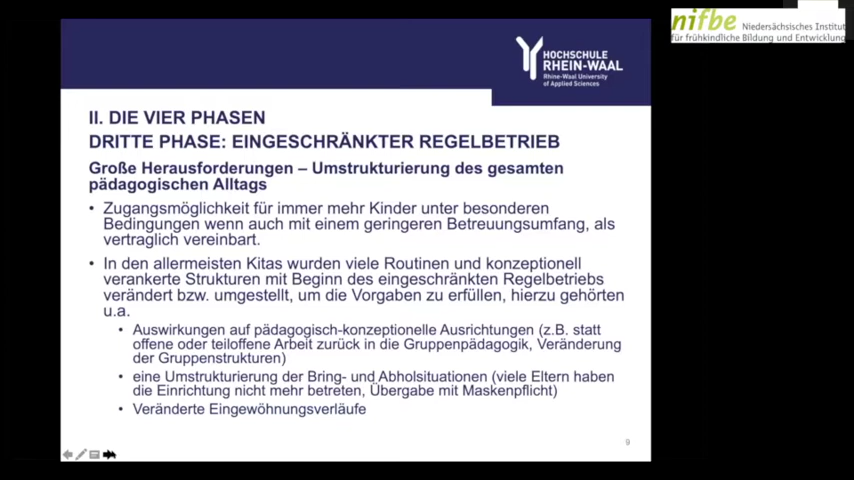 nifbe Niedersächsisches Institut
für frühkindliche Bildung und Entwicklung
HOCHSCHULE
RHEIN-WAAL
Rhine-Waal University
of Applied Sciences
II. DIE VIER PHASEN
DRITTE PHASE: EINGESCHRÄNKTER REGELBETRIEB
Große Herausforderungen – Umstrukturierung des gesamten
pädagogischen Alltags
• Zugangsmöglichkeit für immer mehr Kinder unter besonderen
Bedingungen wenn auch mit einem geringeren Betreuungsumfang, als
vertraglich vereinbart.
• In den allermeisten Kitas wurden viele Routinen und konzeptionell
verankerte Strukturen mit Beginn des eingeschränkten Regelbetriebs
verändert bzw. umgestellt, um die Vorgaben zu erfüllen, hierzu gehörten
u.a.
• Auswirkungen auf pädagogisch-konzeptionelle Ausrichtungen (z.B. statt
offene oder teiloffene Arbeit zurück in die Gruppenpädagogik, Veränderung
der Gruppenstrukturen)
• eine Umstrukturierung der Bring- und Abholsituationen (viele Eltern haben
die Einrichtung nicht mehr betreten, Übergabe mit Maskenpflicht)
• Veränderte Eingewöhnungsverläufe
9